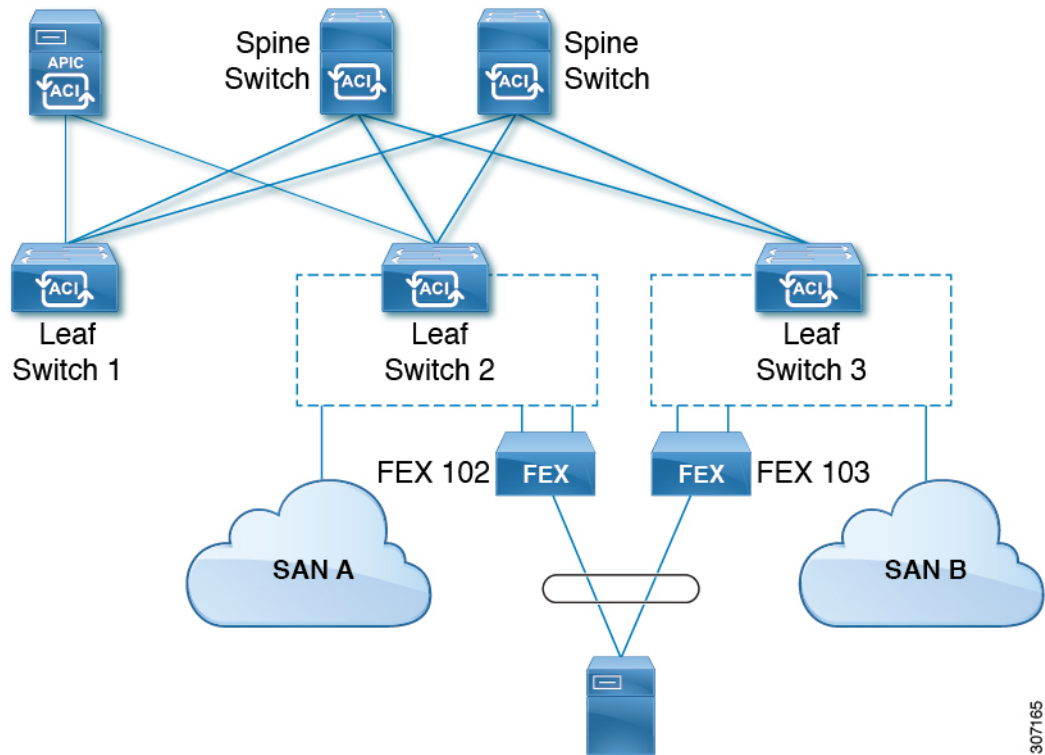 APIC
ACI
Spine
Switch
ACI
Spine
Switch
ACI
ACI
Leaf
Switch 1
ACI
Leaf
Switch 2
ACI
Leaf
Switch 3
FEX 102
FEX
FEX
FEX 103
SAN A
SAN B
307165